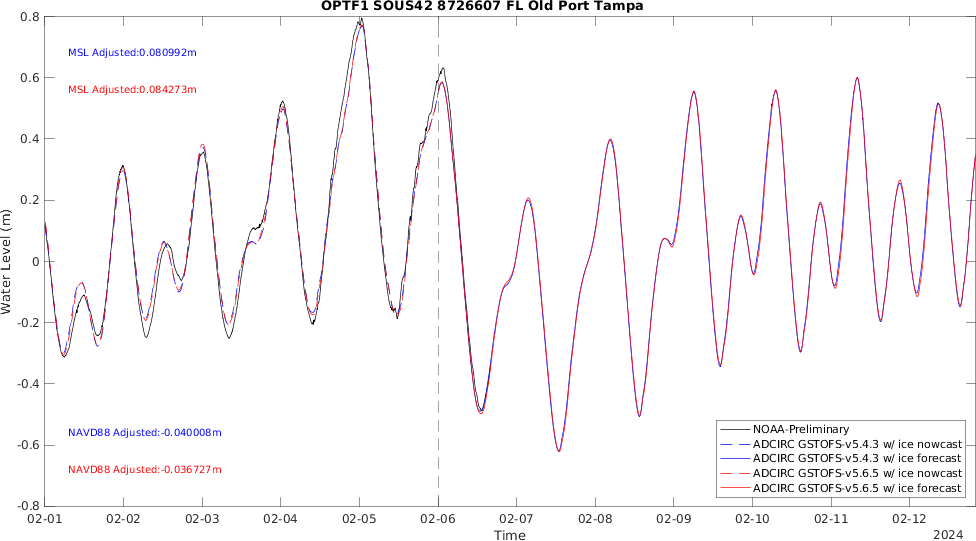 OPTF1 SOUS42 8726607 FL Old Port Tampa
0.8
0.6
0.4
0.2
0
-0.2
-0.4
-0.6
-0.8
Water Level (m)
MSL Adjusted:0.080992m
MSL Adjusted:0.084273m
NAVD88 Adjusted:-0.040008m
NAVD88 Adjusted:-0.036727m
NOAA-Preliminary
ADCIRC GSTOFS-v5.4.3 w/ ice nowcast
ADCIRC GSTOFS-v5.4.3 w/ ice forecast
ADCIRC GSTOFS-v5.6.5 w/ ice nowcast
ADCIRC GSTOFS-v5.6.5 w/ ice forecast
02-01 02-02 02-03 02-04 02-05 02-06 02-07 02-08 02-09 02-10 02-11 02-12
Time
2024